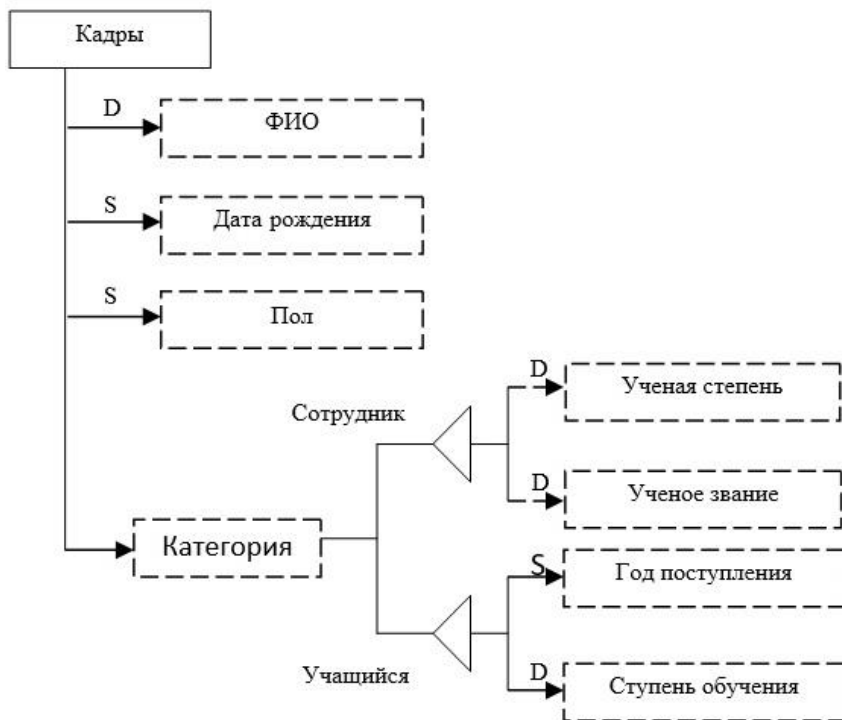 Кадры
D
ФИО
S
Дата рождения
S
Пол
D
Ученая степень
Сотрудник
D
Ученое звание
Категория
S
Год поступления
Учащийся
D
Ступень обучения